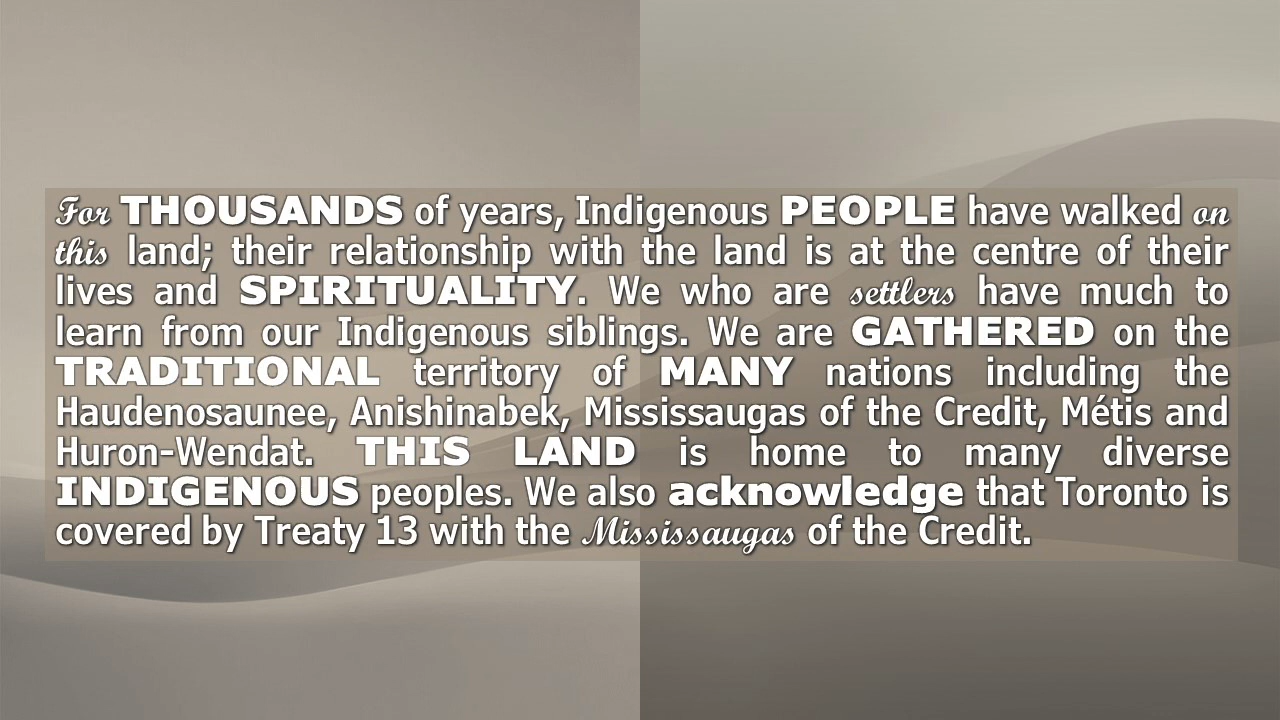 For THOUSANDS of years, Indigenous PEOPLE have walked on
this land; their relationship with the land is at the centre of their
lives and SPIRITUALITY. We who are settlers have much to
learn from our Indigenous siblings. We are GATHERED on the
TRADITIONAL territory of MANY nations including the
Haudenosaunee, Anishinabek, Mississaugas of the Credit, Métis and
Huron-Wendat. THIS LAND is home to many diverse
INDIGENOUS peoples. We also acknowledge that Toronto is
covered by Treaty 13 with the Mississaugas of the Credit.